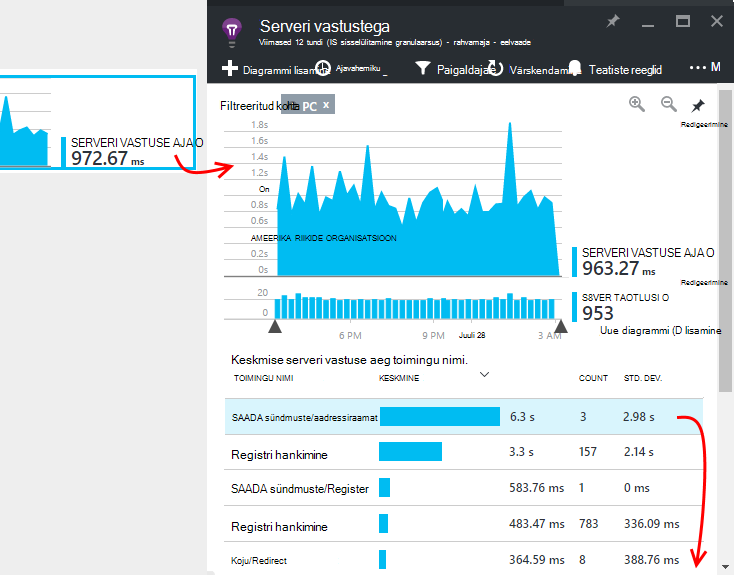 Serveri vastustega
Viimased 12 tundi (IS sisselülitamine granulaarsus) - rahvamaja - eelvaade
Diagrammi lisamine
Ajavahemiku _
Paigaldajate
Värskendamine
Teatiste reeglid
... M
Filtreeritud kohta
PC x
Redigeerimine
1.8s
1.6s
1.4s
1.2s
On
0.8s
0.6s
AMEERIKA RIIKIDE ORGANISATSIOON
0.2s
0s
SERVERI VASTUSE AJA O
972.67 ms
SERVERI VASTUSE AJA O
963.27 ms
Redigeerimine
20
0
S8VER TAOTLUSI O
953
6 PM
9 PM
Juuli 28
3 AM
Uue diagrammi (D lisamine
Keskmise serveri vastuse aeg toimingu nimi.
TOIMINGU NIMI KESKMINE COUNT STD. DEV.
SAADA sündmuste/aadressiraamat 6.3 s 3 2.98 s
Registri hankimine 3.3 s 157 2.14 s
SAADA sündmuste/Register 583.76 ms 1 0 ms
Registri hankimine 483.47 ms 783 336.09 ms
Koju/Redirect 364.59 ms 8 388.76 ms